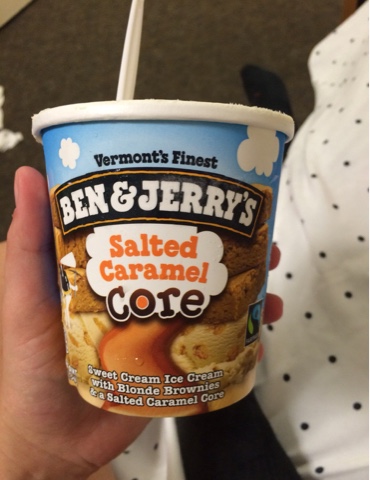 Vermont's Finest
BEN & JERRY'S
Salted
Caramel
Core
Sweet Cream Ice Cream
with Blonde Brownies
& a Salted Caramel Core